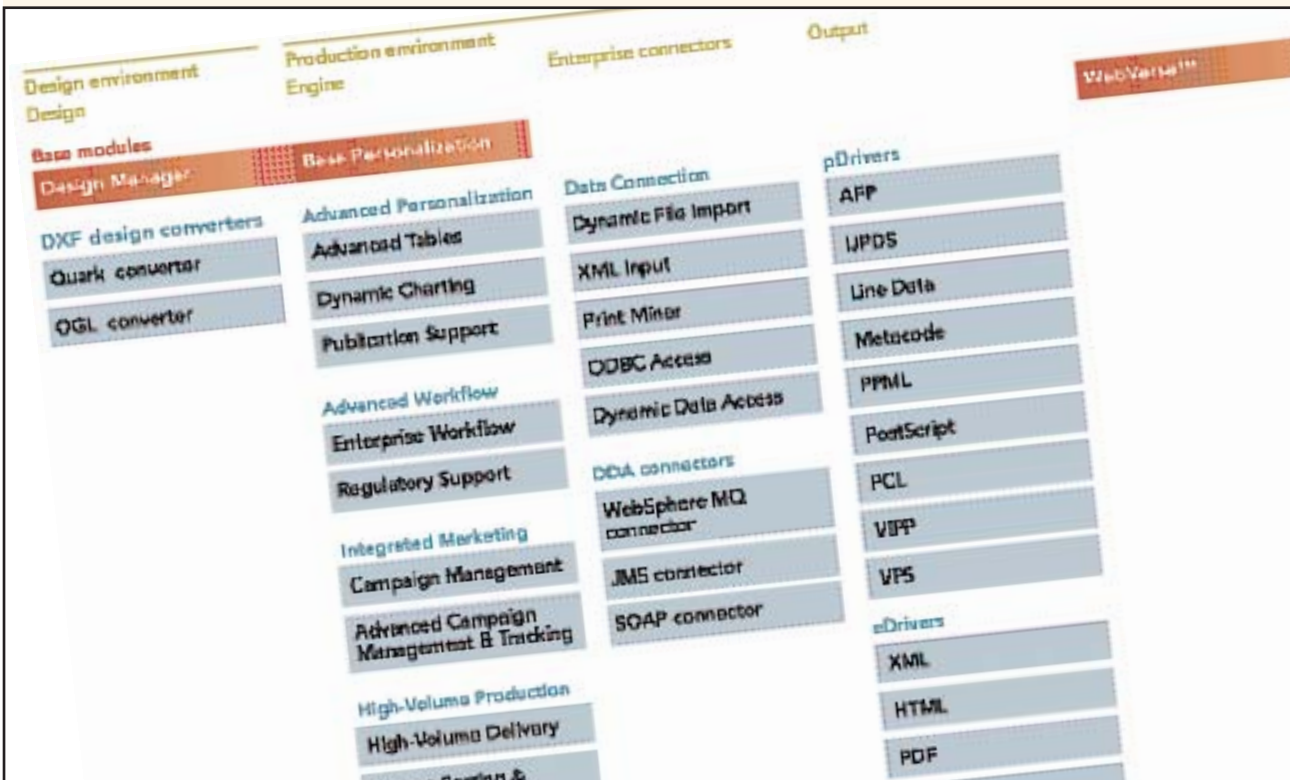 Design environment
Design
Production environment
Engine
Enterprise connectors
Output
Base modules
Design Manager
Base Personalization
WebVerse™
DXF design converters
Quark converter
OGL converter
Advanced Personalization
Advanced Tables
Dynamic Charting
Publication Support
Advanced Workflow
Enterprise Workflow
Regulatory Support
Integrated Marketing
Campaign Management
Advanced Campaign
Management & Tracking
High-Volume Production
High-Volume Delivery
Data Connection
Dynamic File Import
XML Input
Print Miner
ODBC Access
Dynamic Data Access
DDA connectors
WebSphere MQ
connector
JMS connector
SOAP connector
pDrivers
AFP
IJPDS
Line Data
Metacode
PPML
PostScript
PCL
VIPP
VPS
eDrivers
XML
HTML
PDF